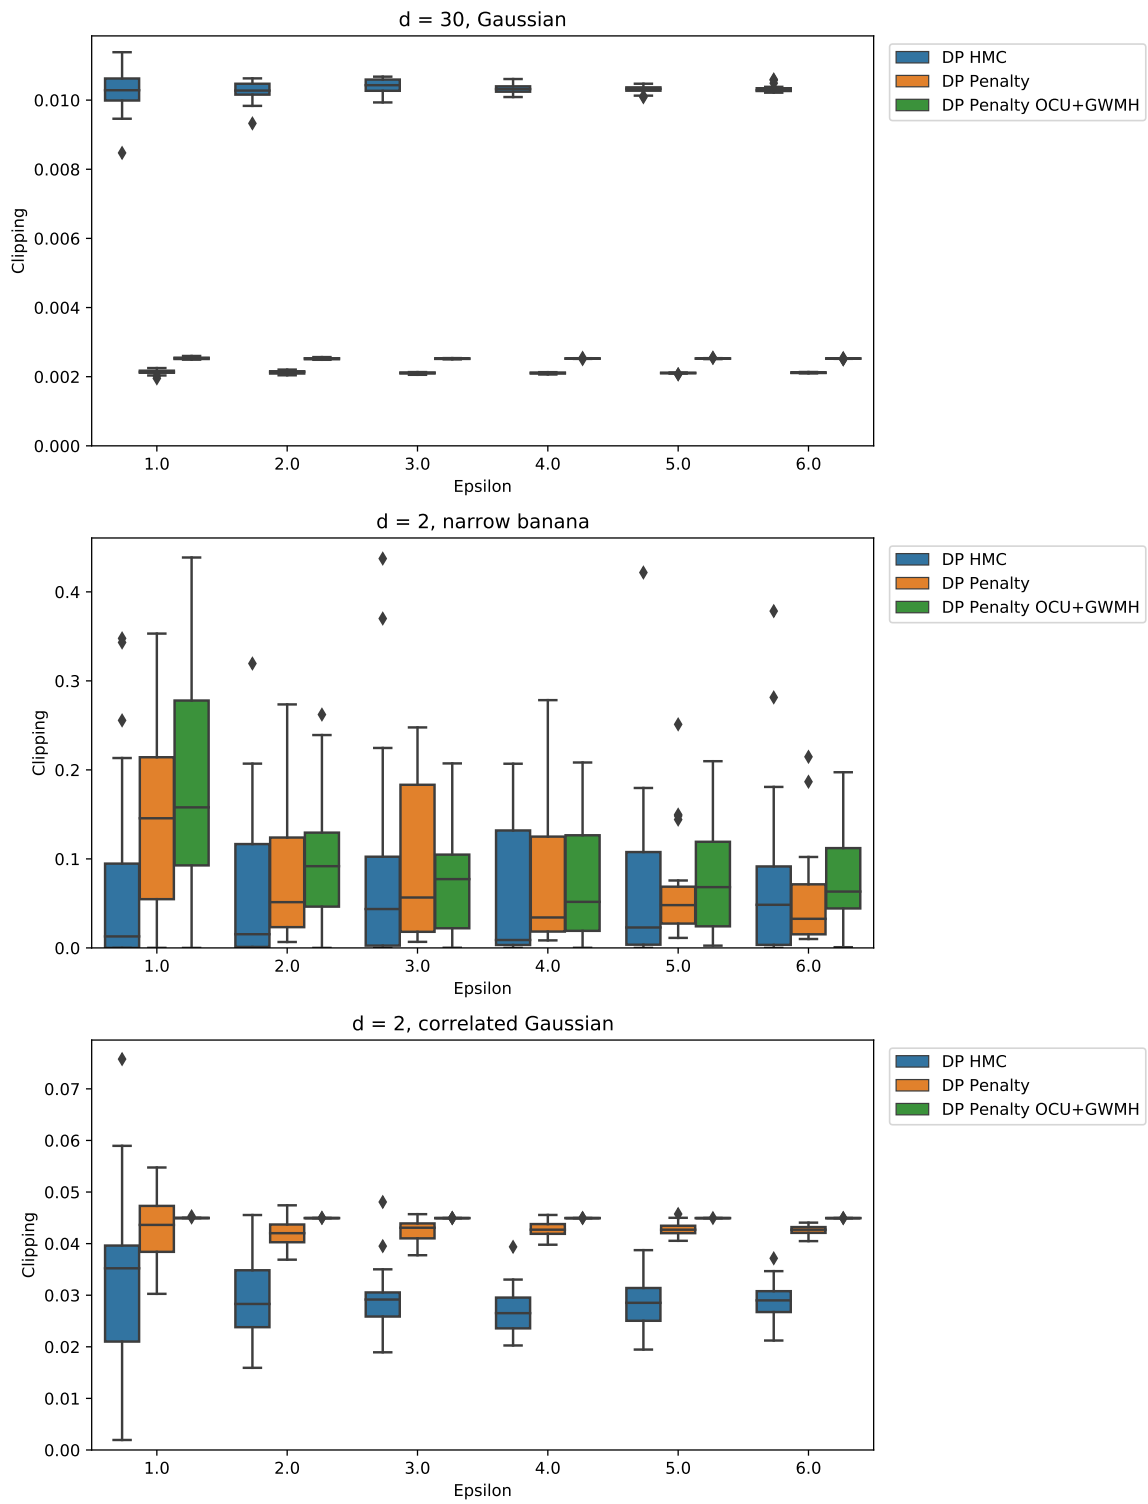 d = 30, Gaussian
DP HMC
DP Penalty
DP Penalty OCU+GWMH
0.010
0.008
0.006
0.004
0.002
0.000
Clipping
1.0 2.0 3.0 4.0 5.0 6.0
Epsilon
d = 2, narrow banana
DP HMC
DP Penalty
DP Penalty OCU+GWMH
0.4
0.3
0.2
0.1
0.0
Clipping
1.0 2.0 3.0 4.0 5.0 6.0
Epsilon
d = 2, correlated Gaussian
DP HMC
DP Penalty
DP Penalty OCU+GWMH
0.07
0.06
0.05
0.04
0.03
0.02
0.01
0.00
Clipping
1.0 2.0 3.0 4.0 5.0 6.0
Epsilon